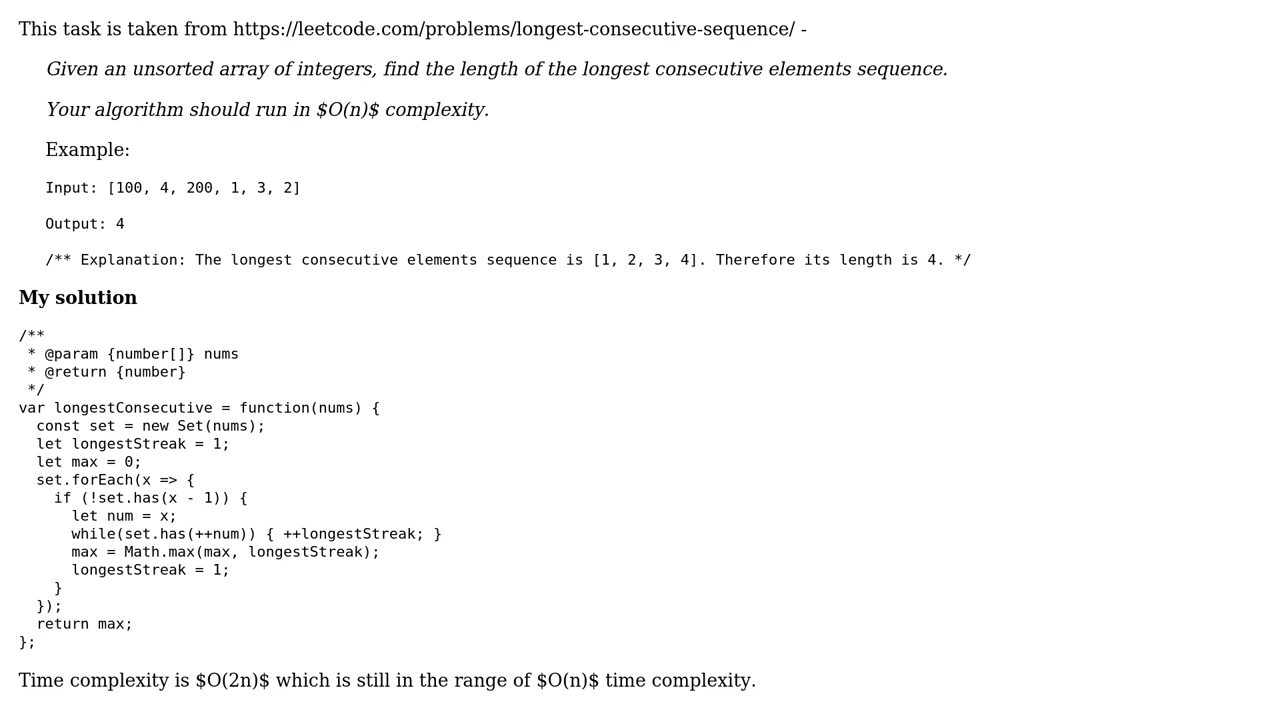 This task is taken from https://leetcode.com/problems/longest-consecutive-sequence/ -
Given an unsorted array of integers, find the length of the longest consecutive elements sequence.
Your algorithm should run in $O(n)$ complexity.
Example:
Input: [100, 4, 200, 1, 3, 2]
Output: 4
/** Explanation: The longest consecutive elements sequence is [1, 2, 3, 4]. Therefore its length is 4. */
My solution
/**
 * @param {number[]} nums
 * @return {number}
 */
var longestConsecutive = function(nums) {
  const set = new Set(nums);
  let longestStreak = 1;
  let max = 0;
  set.forEach(x => {
    if (!set.has(x - 1)) {
      let num = x;
      while(set.has(++num)) { ++longestStreak; }
      max = Math.max(max, longestStreak);
      longestStreak = 1;
    }
  });
  return max;
};
Time complexity is $O(2n)$ which is still in the range of $O(n)$ time complexity.